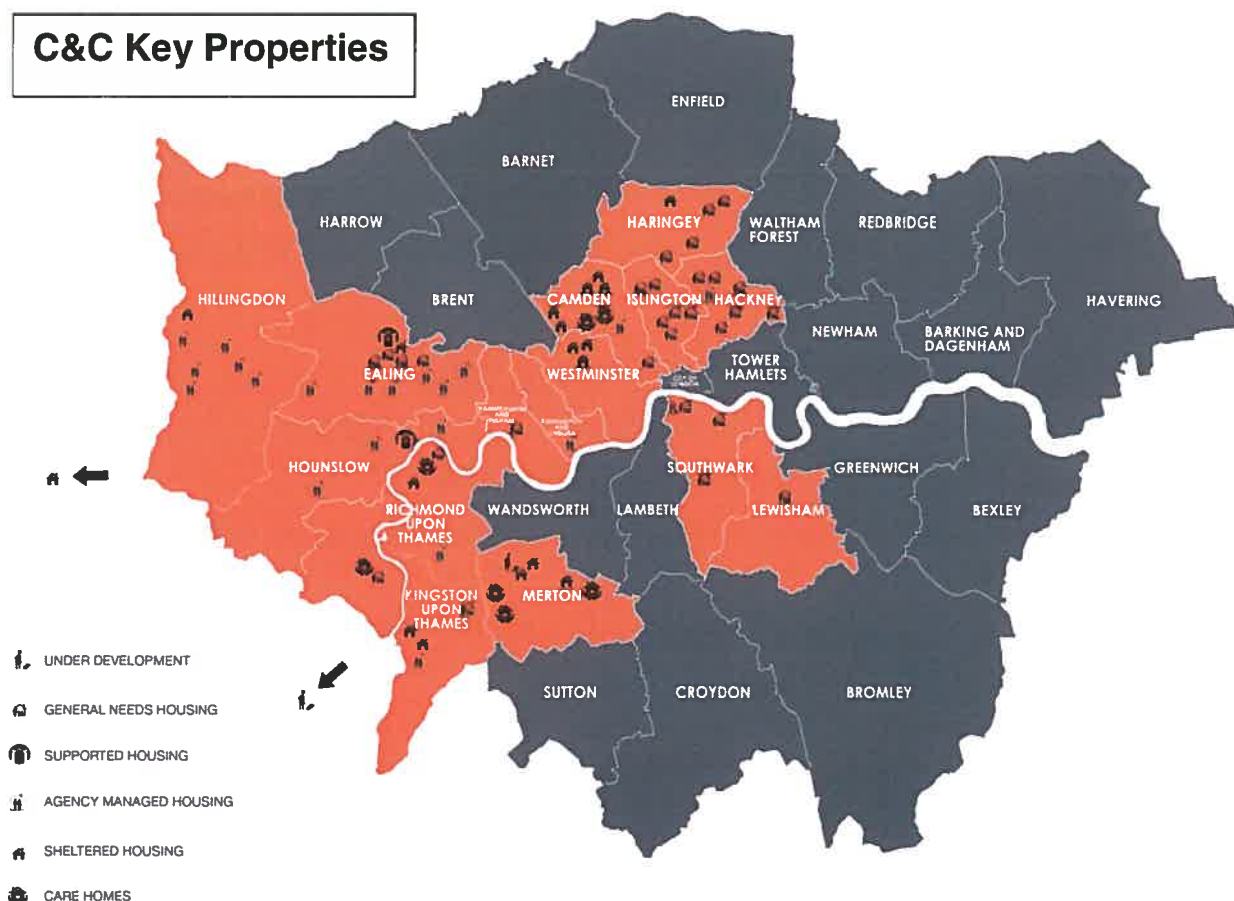 C&C Key Properties
ENFIELD
BARNET
HARROW
HARINGEY
WALTHAM
FOREST
REDBRIDGE
HILLINGDON
BRENT
CAMDEN
ISLINGTON
HACKNEY
HAVERING
NEWHAM
BARKING AND
DAGENHAM
EALING
WESTMINSTER
TOWER
HAMLETS
HOUNSLOW
SOUTHWARK
GREENWICH
RICHMOND
UPON
THAMES
WANDSWORTH
LAMBETH
LEWISHAM
BEXLEY
KINGSTON
UPON
THAMES
MERTON
SUTTON
CROYDON
BROMLEY
UNDER DEVELOPMENT
GENERAL NEEDS HOUSING
SUPPORTED HOUSING
AGENCY MANAGED HOUSING
SHELTERED HOUSING
CARE HOMES